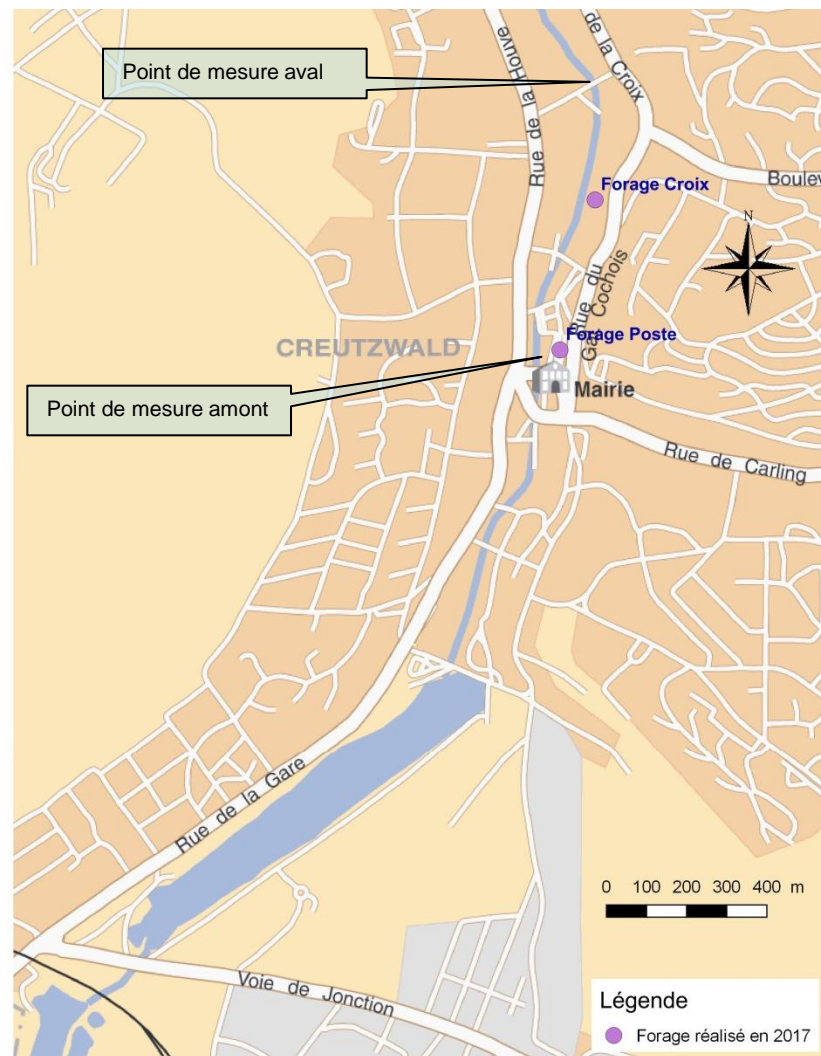 de la Croix
Point de mesure aval
Rue de la Houve
Forage Croix
Boulev
N
Rue du
Gal Cochois
Forage Poste
CREUTZWALD
Mairie
Point de mesure amont
Rue de Carling
Rue de la Gare
0 100 200 300 400 m
Voie de Jonction
Légende
Forage réalisé en 2017